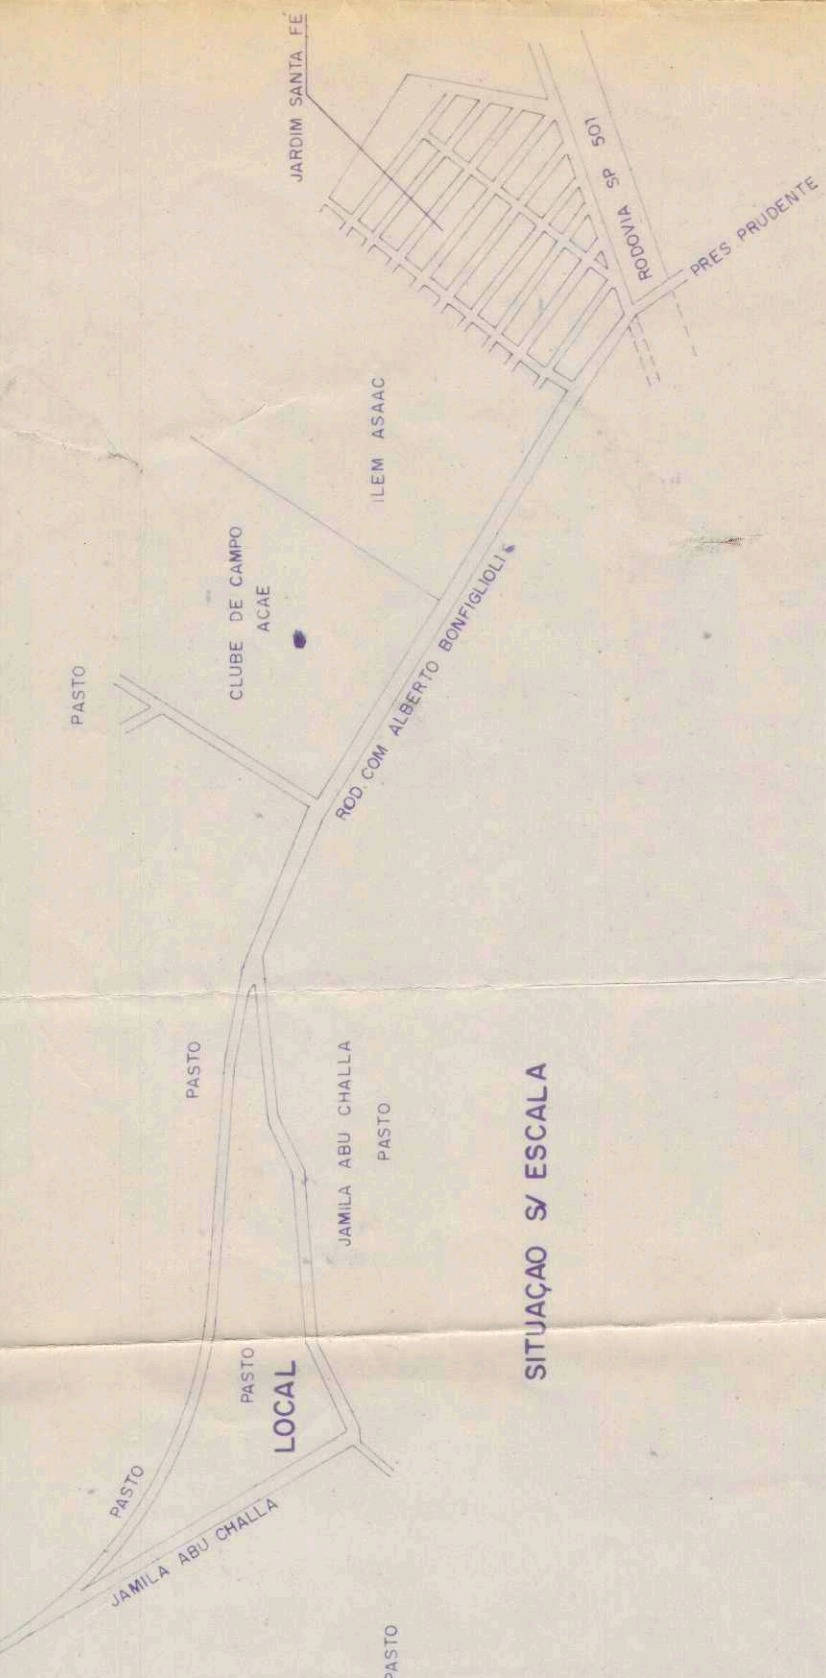 JARDIM SANTA FÉ
RODOVIA SP 501
PRES PRUDENTE
ILEM ASAAC
CLUBE DE CAMPO
ACAE
PASTO
ROD. COM ALBERTO BONFIGLIOLI
PASTO
JAMILA ABU CHALLA
PASTO
SITUAÇAO S/ ESCALA
PASTO
LOCAL
PASTO
JAMILA ABU CHALLA
PASTO